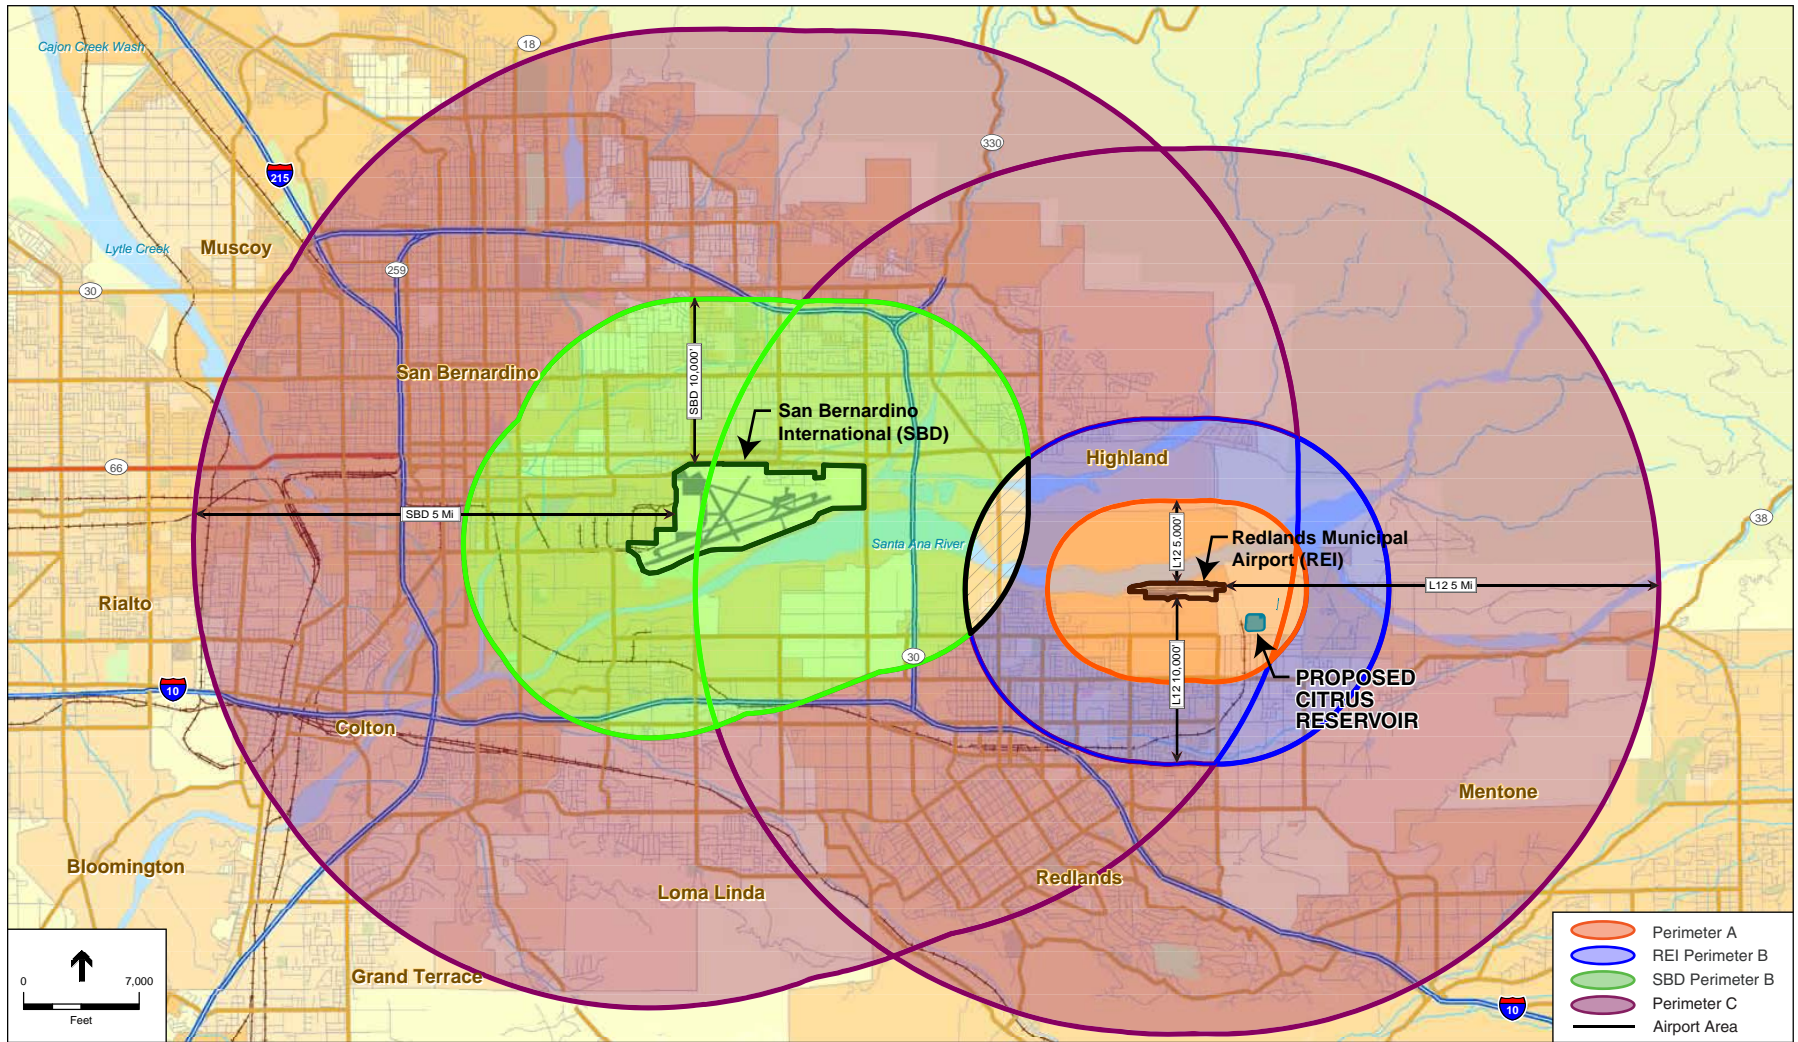 Cajon Creek Wash
18
330
215
Muscoy
Lytle Creek
259
30
San Bernardino
SBD 10,000'
San Bernardino
International (SBD)
Highland
66
SBD 5 Mi
38
L12 5,000'
Santa Ana River
Redlands Municipal
Airport (REI)
L12 5 Mi
Rialto
30
L12 10,000'
PROPOSED
CITRUS
RESERVOIR
10
Colton
Mentone
Bloomington
Redlands
Loma Linda
Grand Terrace
0 7,000
Feet
10
Perimeter A
REI Perimeter B
SBD Perimeter B
Perimeter C
Airport Area